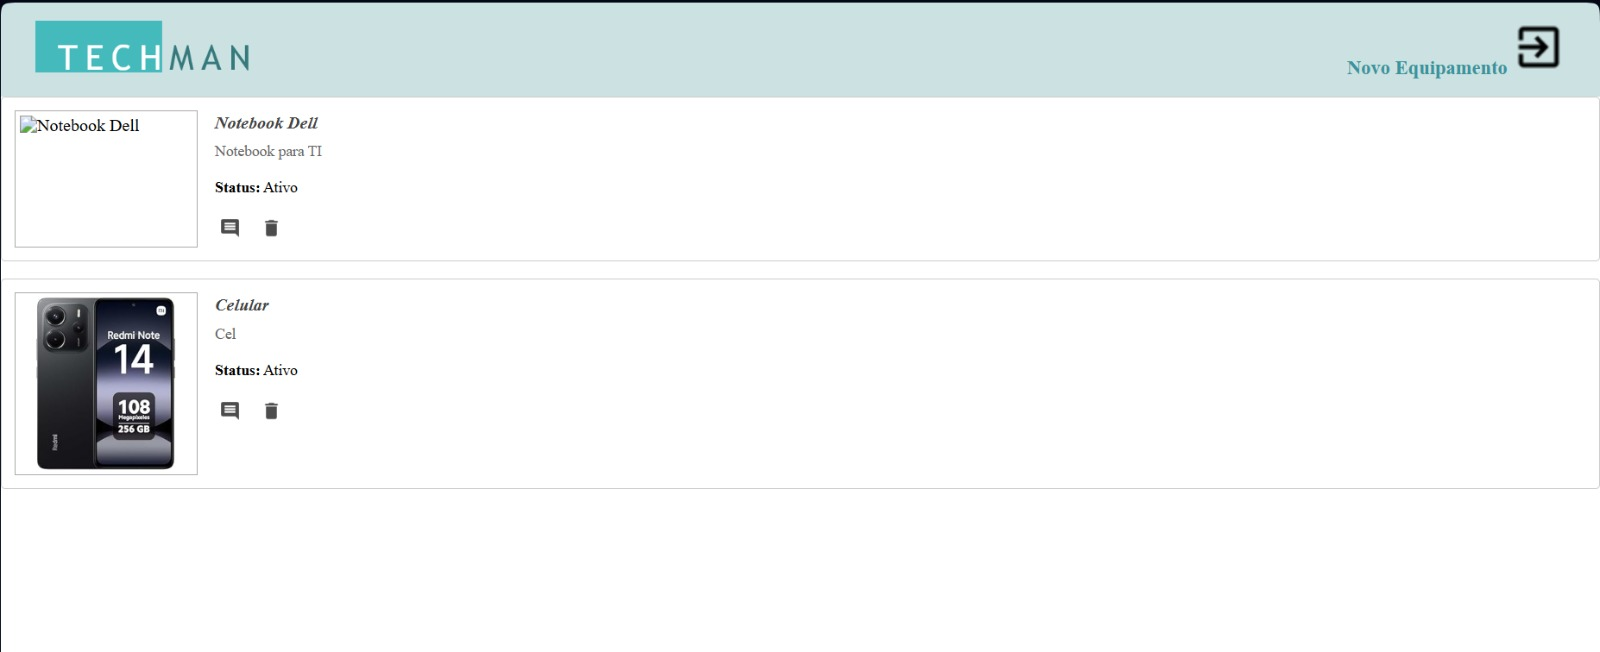 TECHMAN
Novo Equipamento
Notebook Dell
Notebook Dell
Notebook para TI
Status: Ativo
Celular
Cel
Status: Ativo
Redmi Note
14
108
Megapixeles
256 GB
Redmi